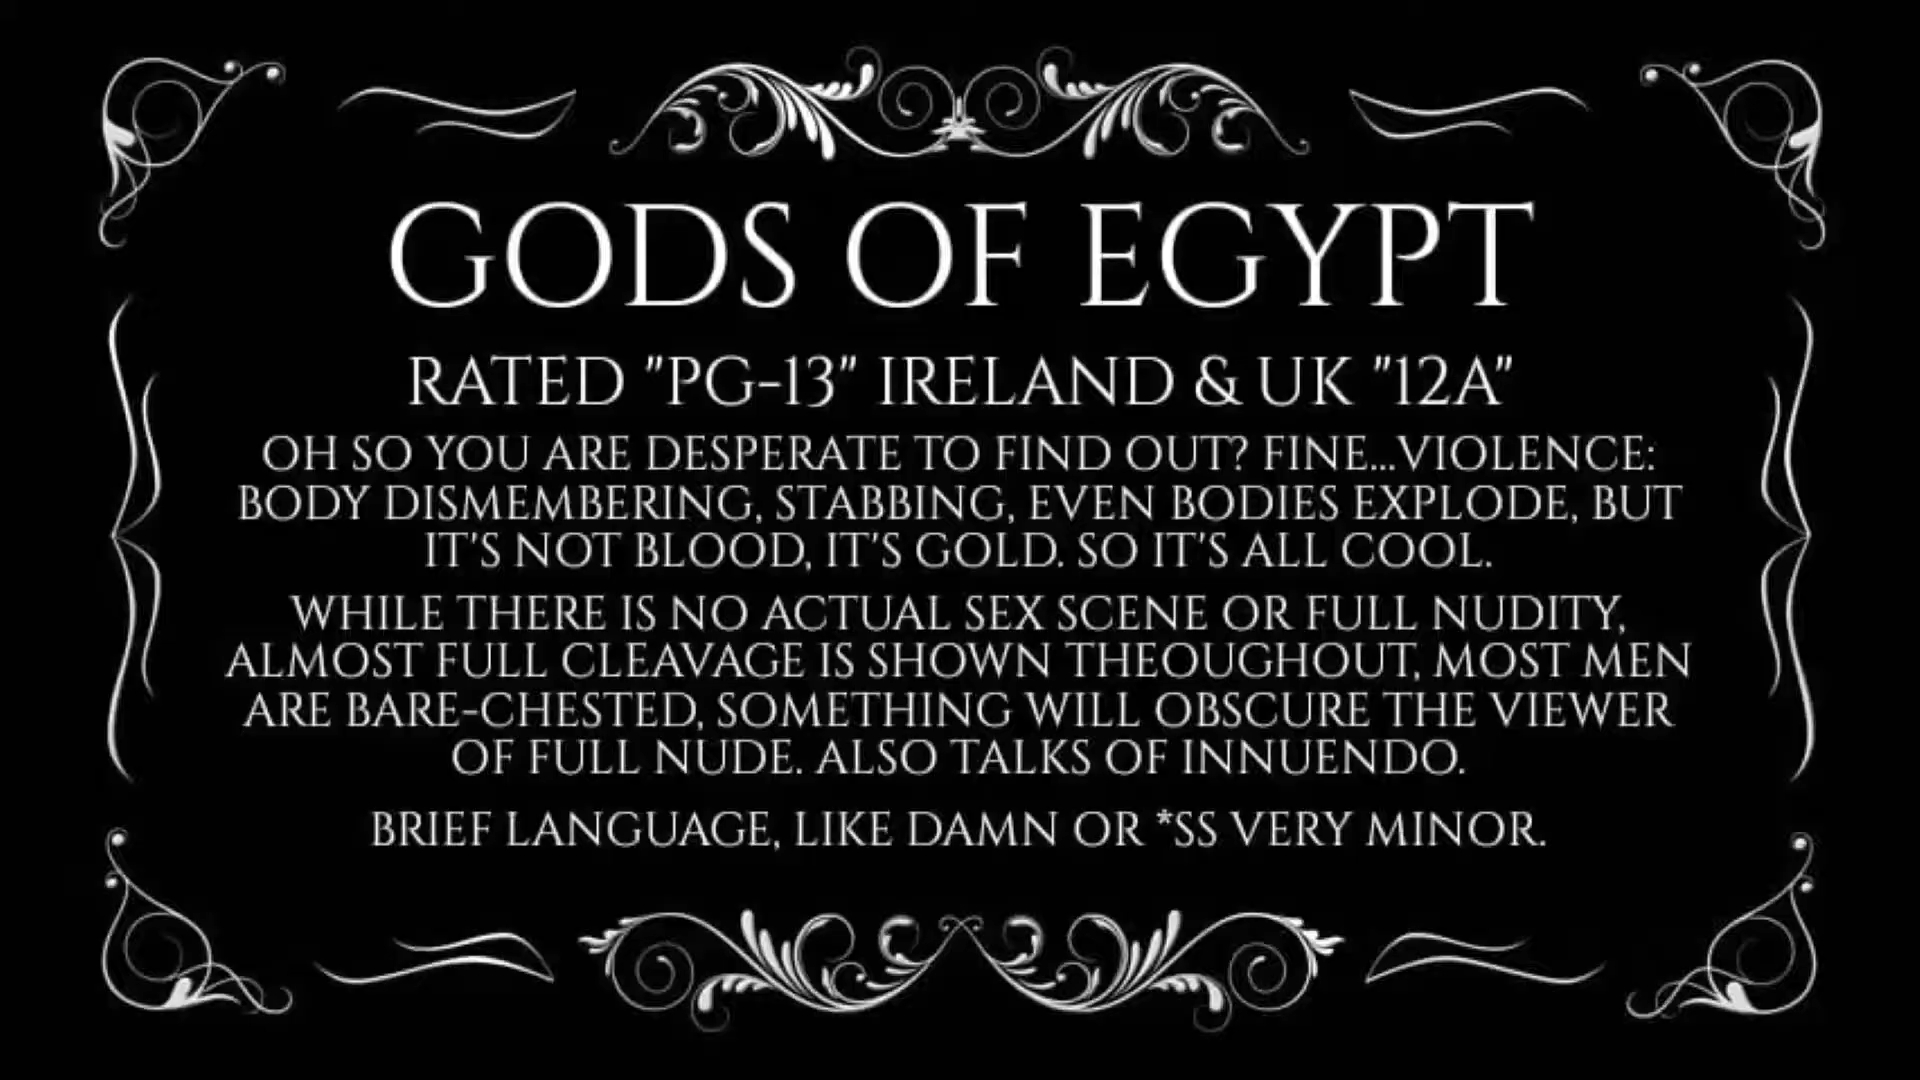 GODS OF EGYPT
RATED "PG-13" IRELAND & UK "12A"
OH SO YOU ARE DESPERATE TO FIND OUT? FINE...VIOLENCE:
BODY DISMEMBERING, STABBING, EVEN BODIES EXPLODE, BUT
IT'S NOT BLOOD, IT'S GOLD. SO IT'S ALL COOL.
WHILE THERE IS NO ACTUAL SEX SCENE OR FULL NUDITY,
ALMOST FULL CLEAVAGE IS SHOWN THEOUGHOUT, MOST MEN
ARE BARE-CHESTED, SOMETHING WILL OBSCURE THE VIEWER
OF FULL NUDE. ALSO TALKS OF INNUENDO.
BRIEF LANGUAGE, LIKE DAMN OR *SS VERY MINOR.